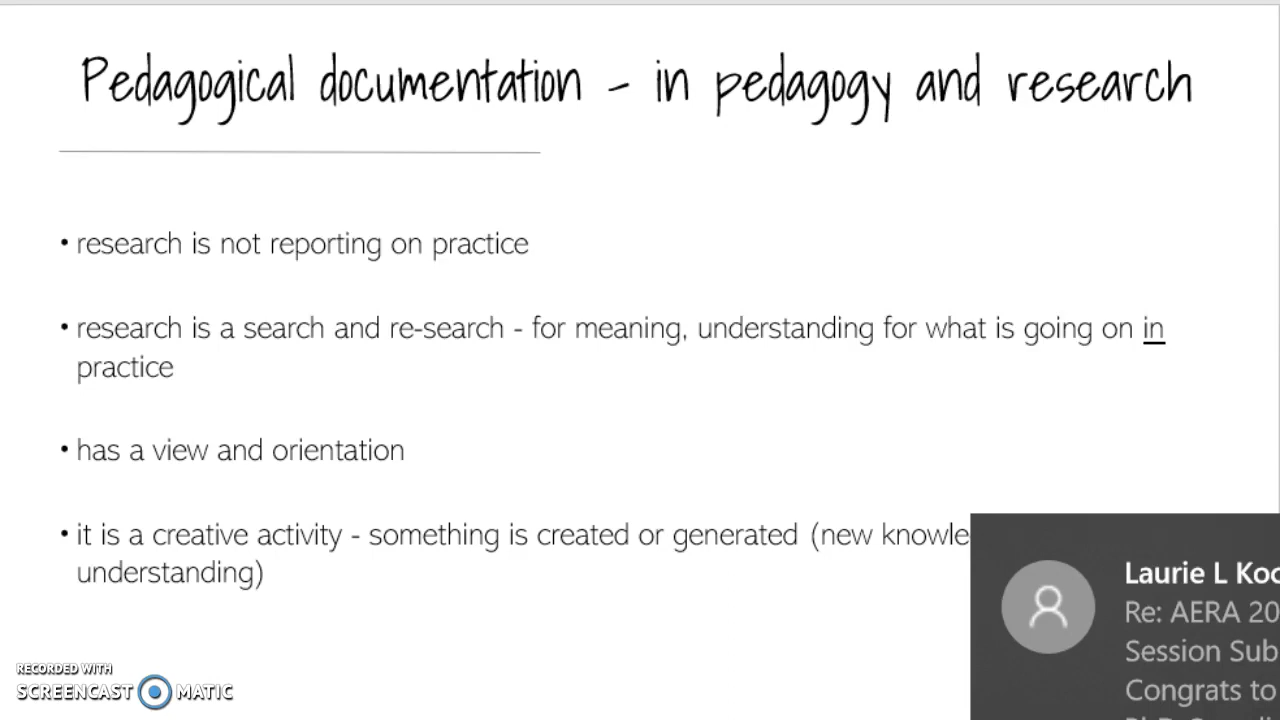 Pedagogical documentation - in pedagogy and research
• research is not reporting on practice
• research is a search and re-search - for meaning, understanding for what is going on in
practice
• has a view and orientation
• it is a creative activity - something is created or generated (new knowle
understanding)
Laurie L Koc
Re: AERA 20
Session Sub
Congrats to
RECORDED WITH
SCREENCAST MATIC